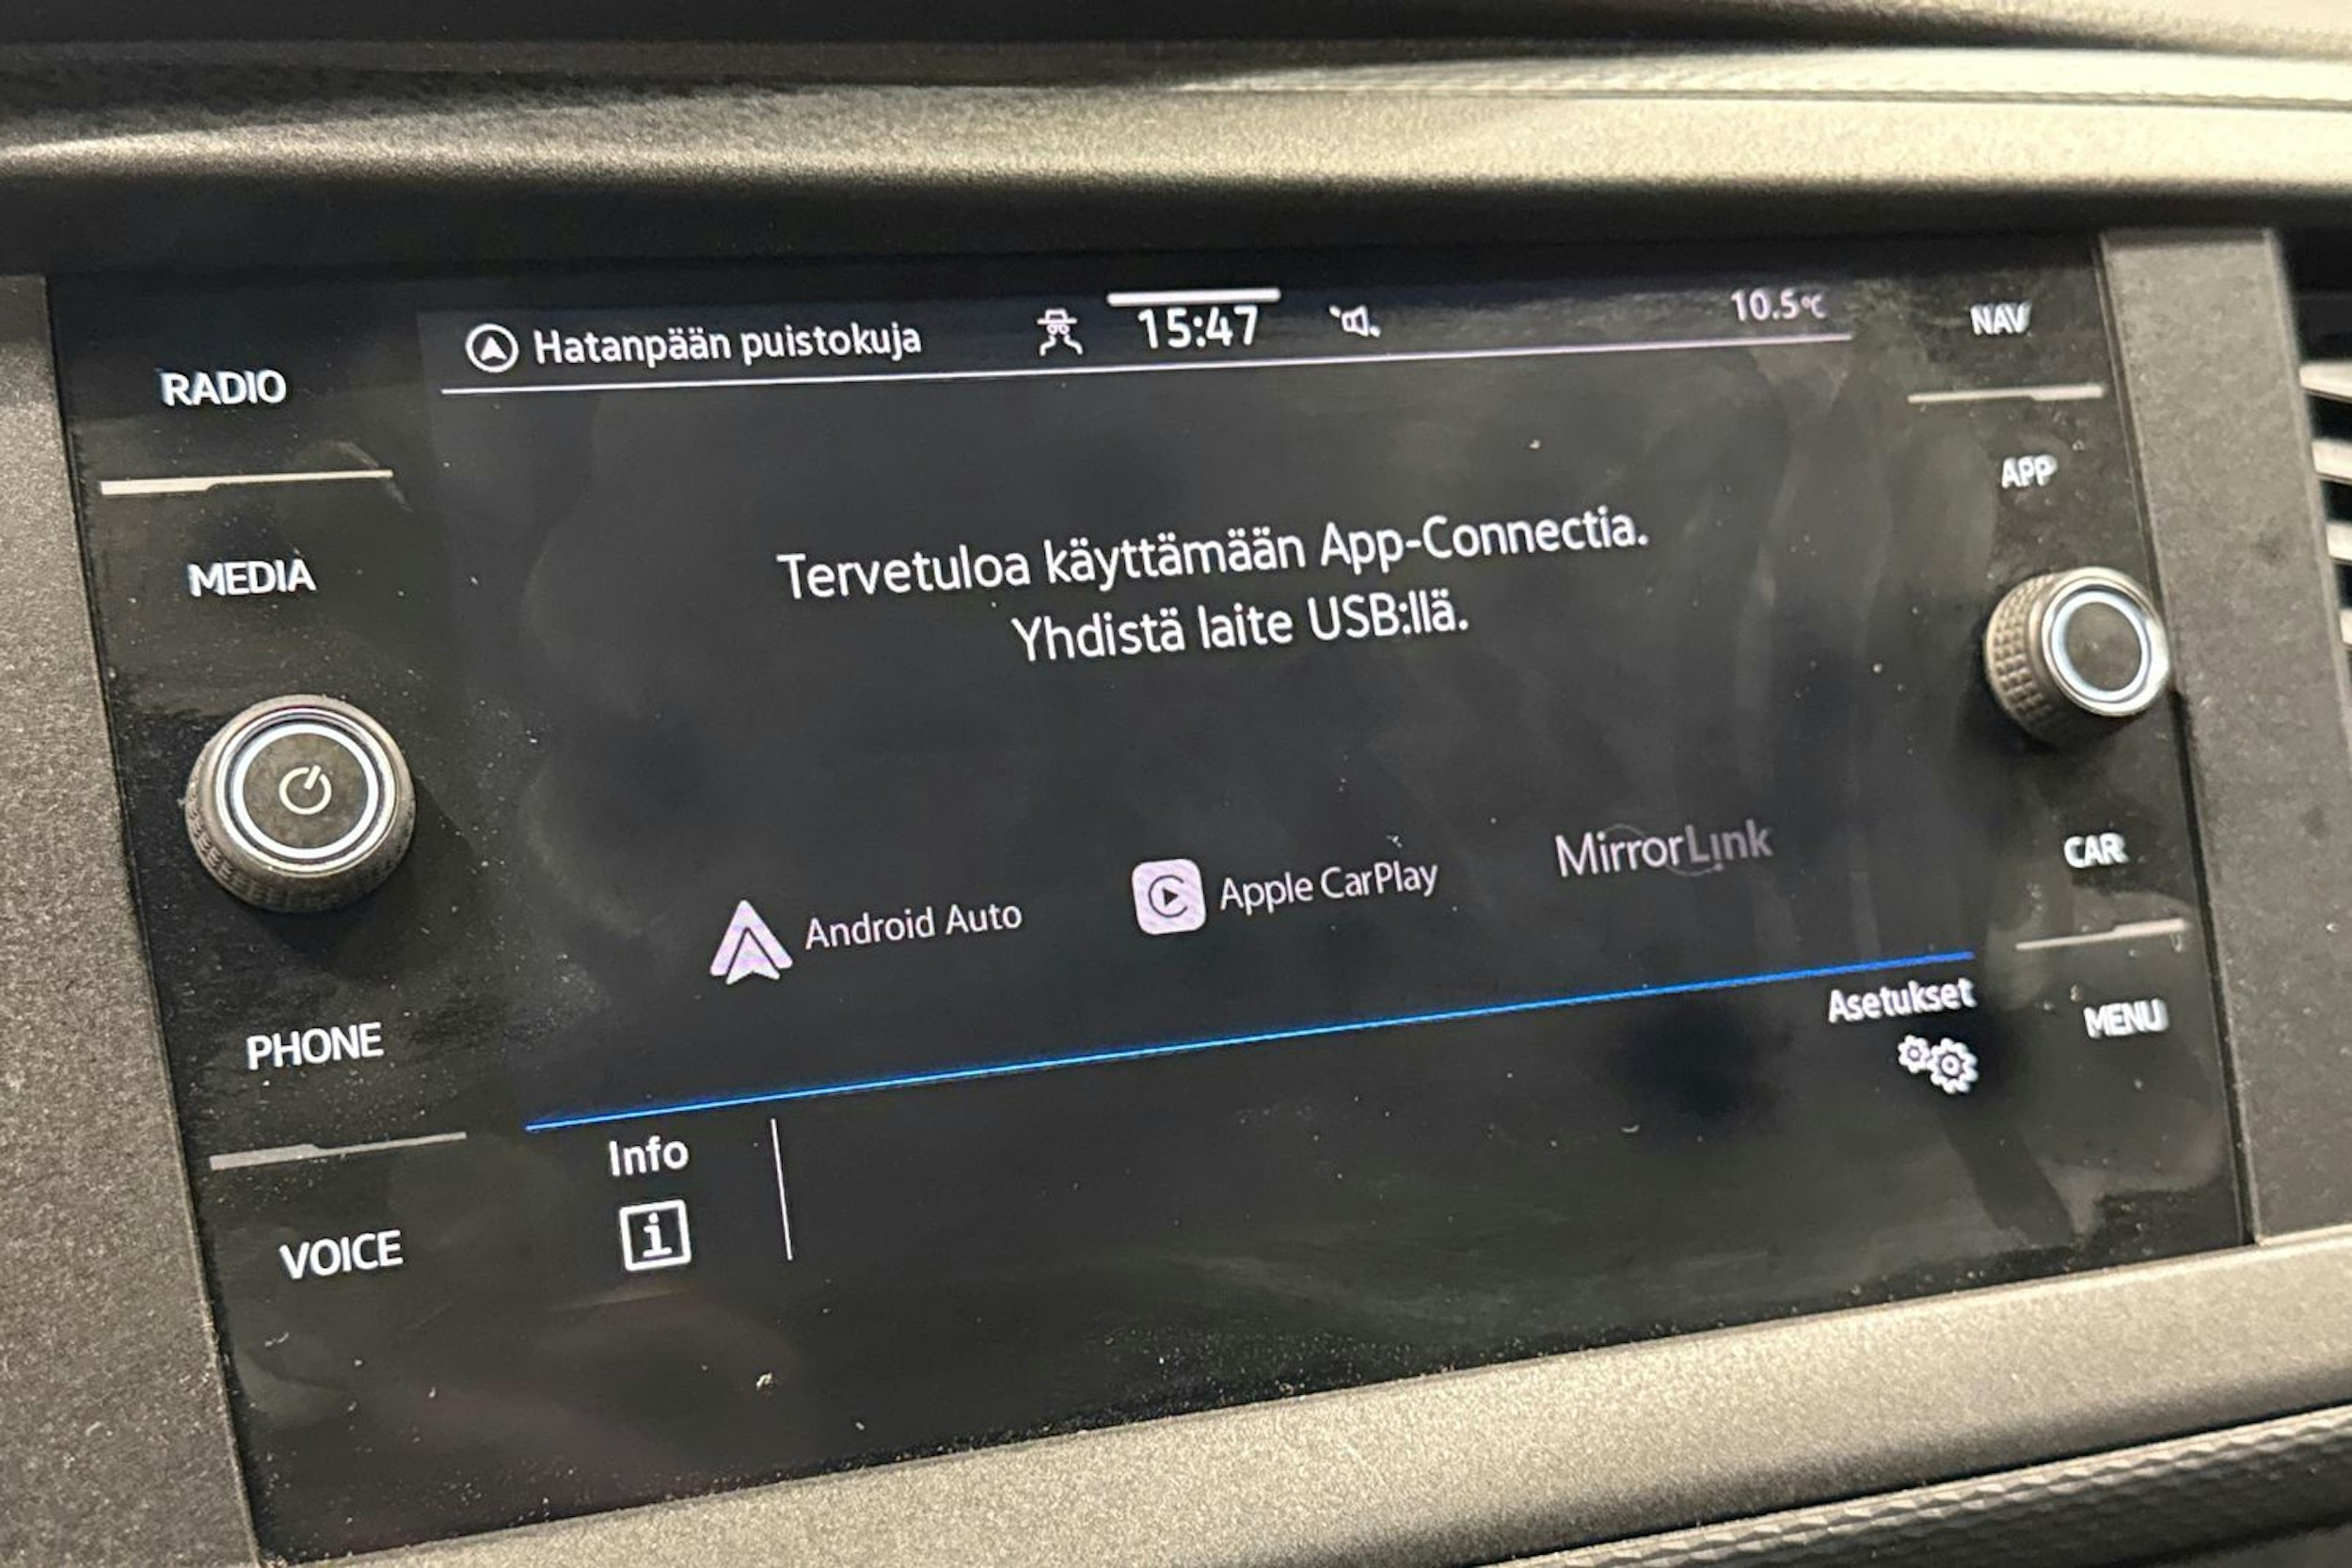 Hatanpään puistokuja 15:47 10.5°C
RADIO
MEDIA
PHONE
VOICE
Tervetuloa käyttämään App-Connectia.
Yhdistä laite USB:llä.
Android Auto Apple CarPlay MirrorLink
Info
Asetukset
NAV
APP
CAR
MENU